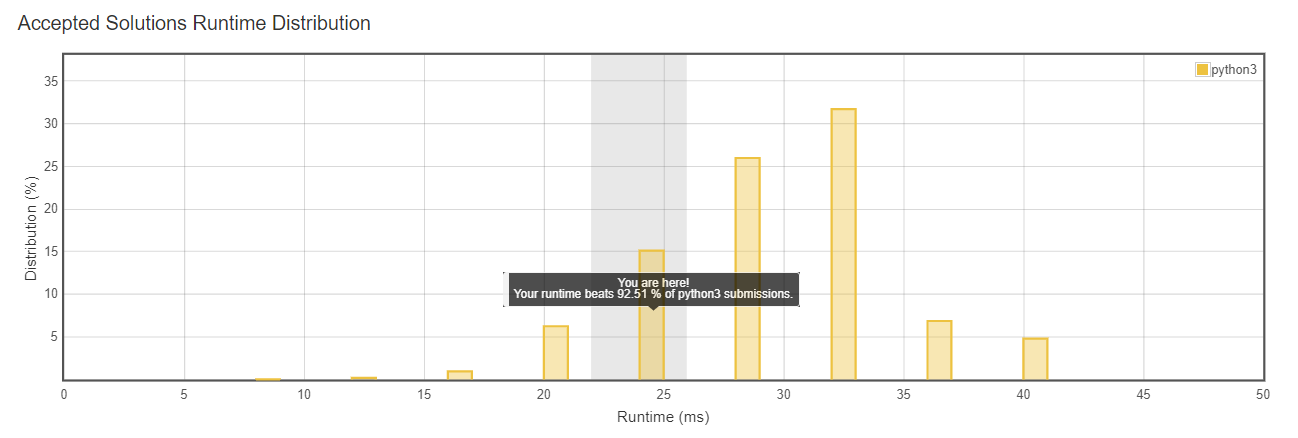 Accepted Solutions Runtime Distribution
python3
35
30
25
20
15
10
5
Distribution (%)
You are here!
Your runtime beats 92.51 % of python3 submissions.
0 5 10 15 20 25 30 35 40 45 50
Runtime (ms)